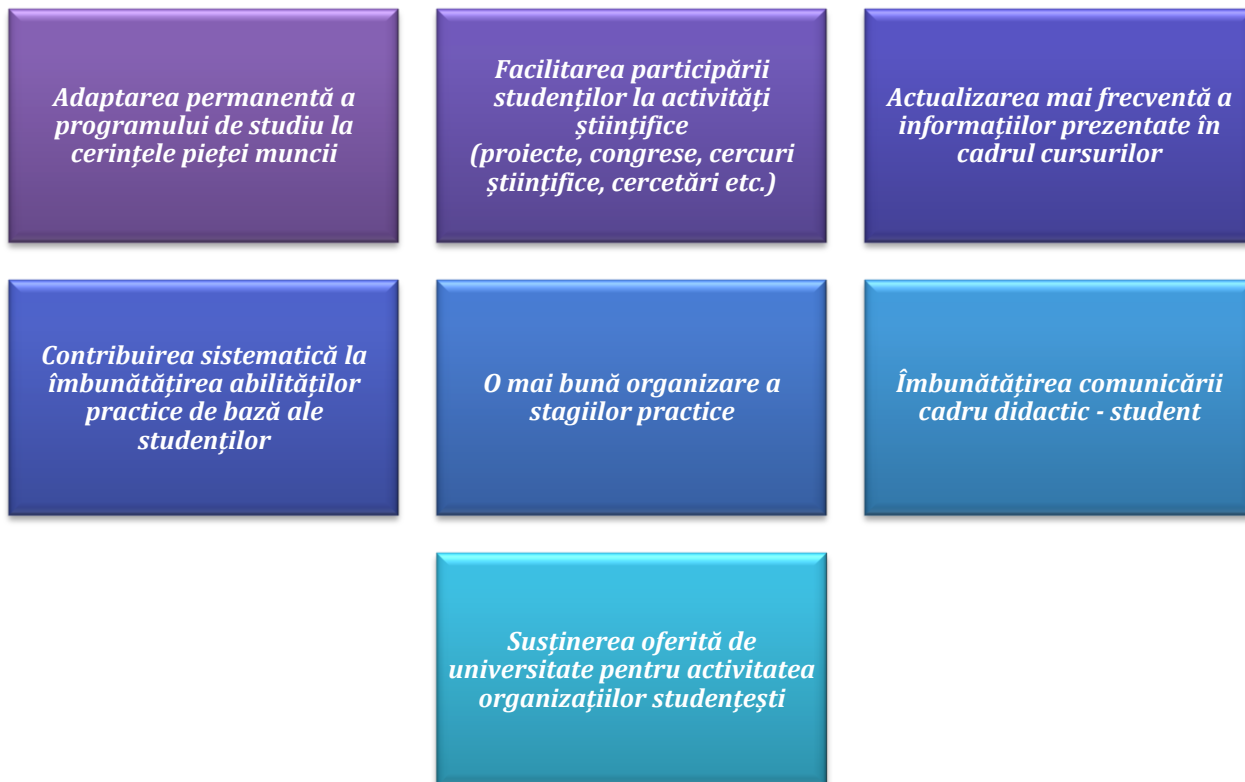 Adaptarea permanentă a
programului de studiu la
cerințele pieței muncii
Facilitarea participării
studenților la activități
științifice
(proiecte, congrese, cercuri
științifice, cercetări etc.)
Actualizarea mai frecventă a
informațiilor prezentate în
cadrul cursurilor
Contribuirea sistematică la
îmbunătățirea abilităților
practice de bază ale
studenților
O mai bună organizare a
stagiilor practice
Îmbunătățirea comunicării
cadru didactic - student
Susținerea oferită de
universitate pentru activitatea
organizațiilor studențești